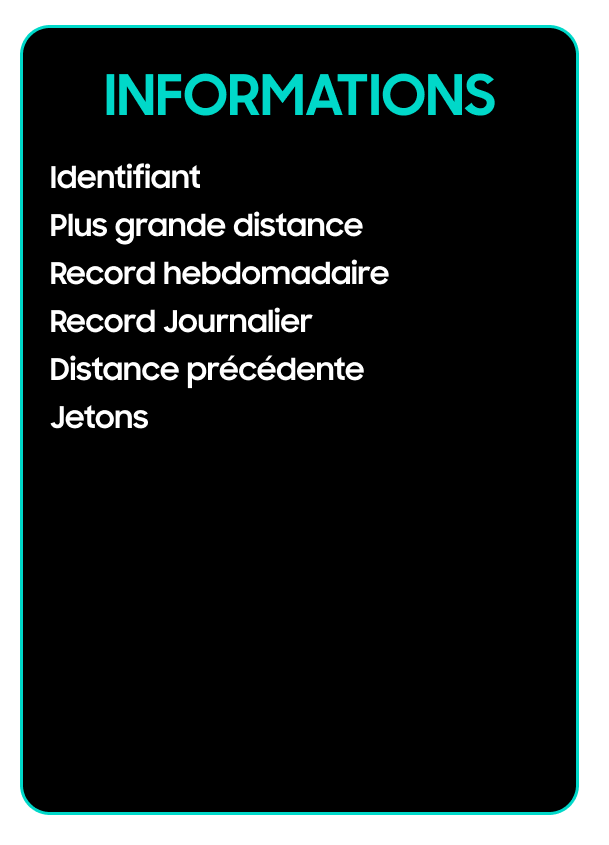 INFORMATIONS
Identifiant
Plus grande distance
Record hebdomadaire
Record Journalier
Distance précédente
Jetons